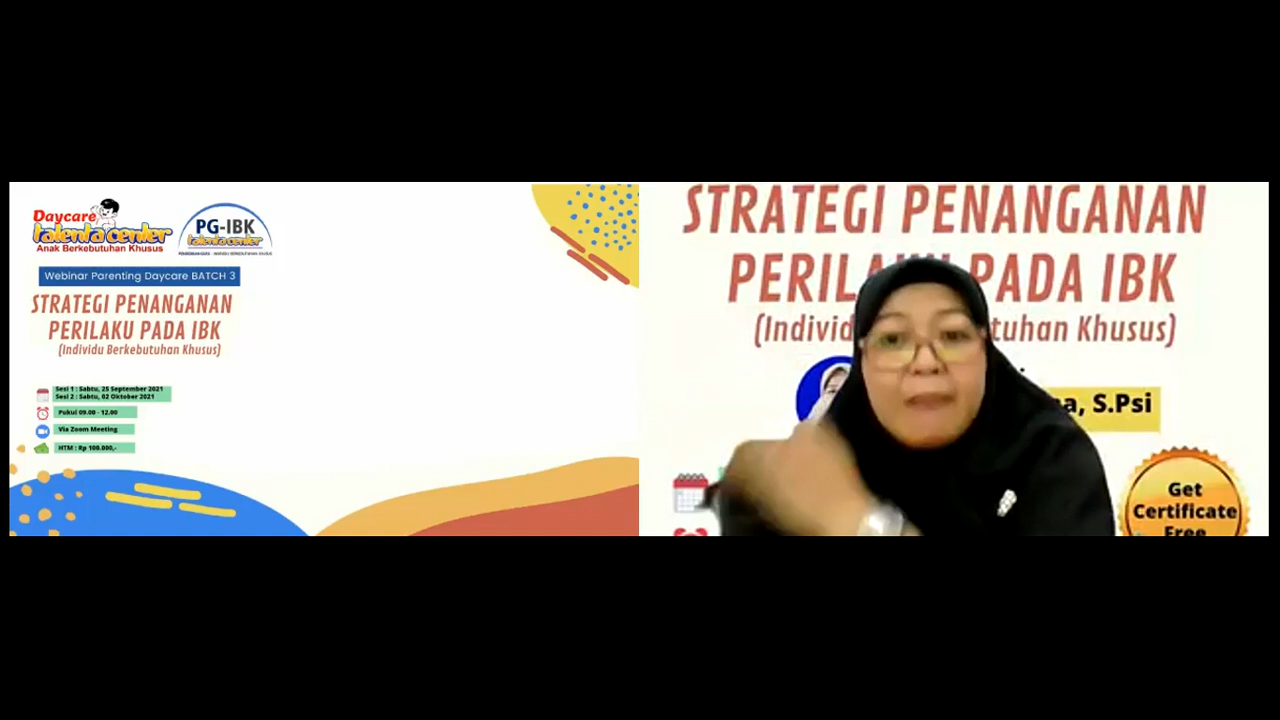 Daycare
talenta center
Anak Berkebutuhan Khusus
PG-IBK
talenta center
Webinar Parenting Daycare BATCH 3
STRATEGI PENANGANAN
PERILAKU PADA IBK
(Individu Berkebutuhan Khusus)
Sesi 1 : Sabtu, 25 September 2021
Sesi 2 : Sabtu, 02 Oktober 2021
Pukul 09.00 - 12.00
Via Zoom Meeting
HTM : Rp 100.000,-
STRATEGI PENANGANAN
PERIL PADA IBK
(Individ tuhan Khusus)
a, S.Psi
Get
Certificate
Free